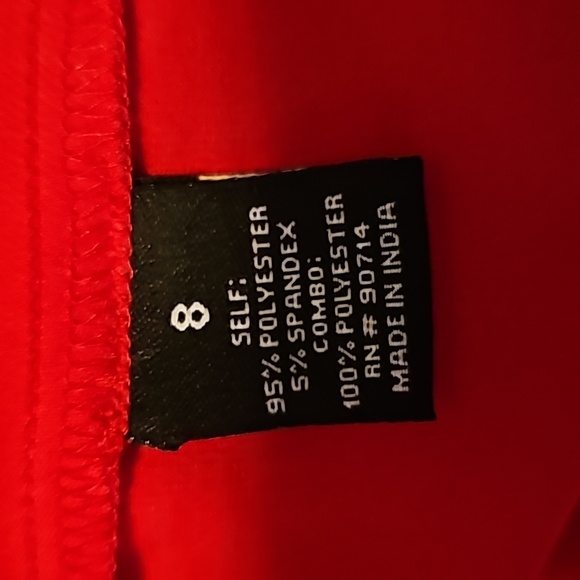 8
SELF:
95% POLYESTER
5% SPANDEX
COMBO:
100% POLYESTER
RN # 90714
MADE IN INDIA